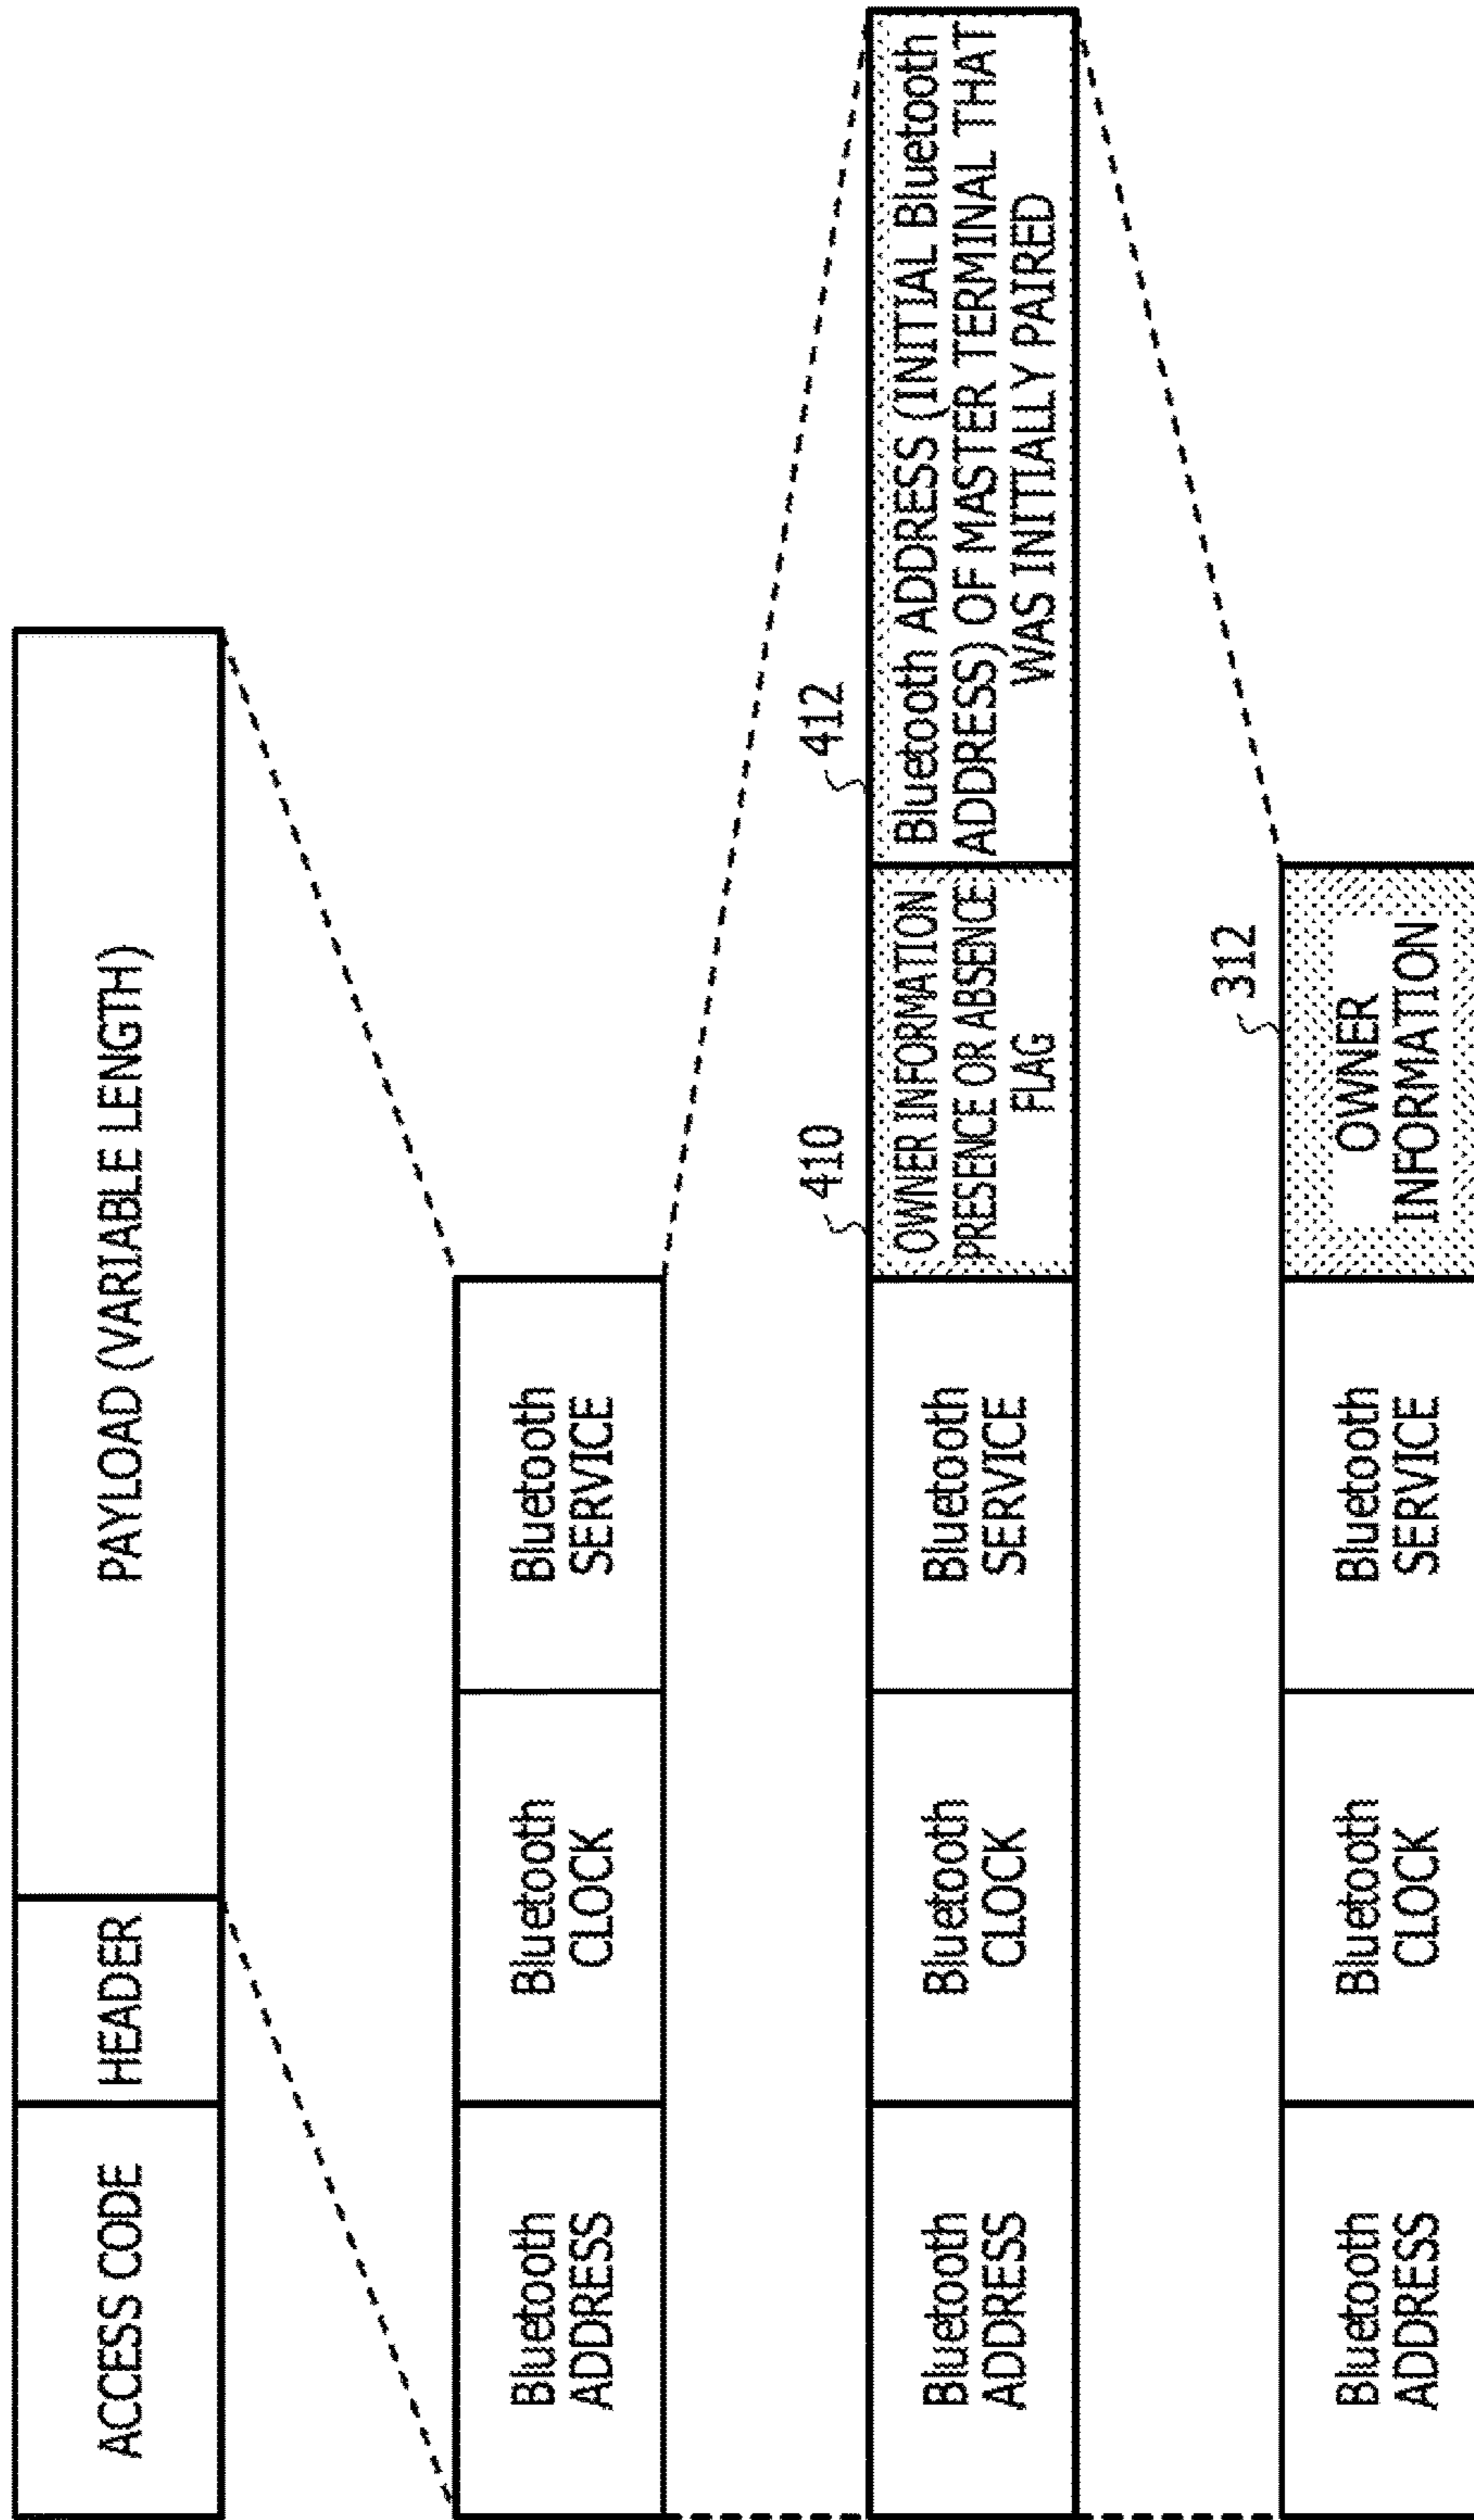 ACCESS CODE
HEADER
PAYLOAD (VARIABLE LENGTH)
Bluetooth
ADDRESS
Bluetooth
CLOCK
Bluetooth
SERVICE
410
412
Bluetooth
ADDRESS
Bluetooth
CLOCK
Bluetooth
SERVICE
OWNER INFORMATION
PRESENCE OR ABSENCE
FLAG
Bluetooth ADDRESS (INITIAL Bluetooth
ADDRESS) OF MASTER TERMINAL THAT
WAS INITIALLY PAIRED
312
Bluetooth
ADDRESS
Bluetooth
CLOCK
Bluetooth
SERVICE
OWNER
INFORMATION